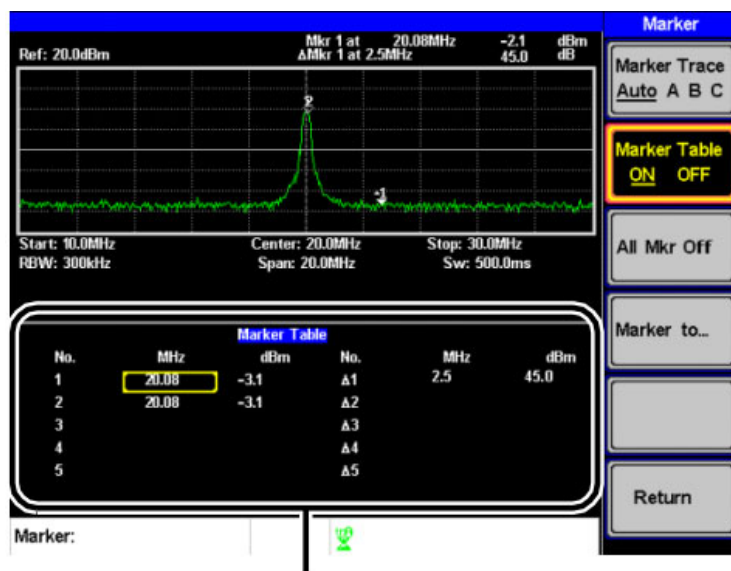 Marker
Mkr 1 at 20.08MHz -2.1 dBm
Ref: 20.0dBm ΔMkr 1 at 2.5MHz 45.0 dB
Marker Trace
Auto A B C
2
Marker Table
ON OFF
1
Start: 10.0MHz Center: 20.0MHz Stop: 30.0MHz
RBW: 300kHz Span: 20.0MHz Sw: 500.0ms
All Mkr Off
Marker to...
Marker Table
No. MHz dBm No. MHz dBm
1 20.08 -3.1 Δ1 2.5 45.0
2 20.08 -3.1 Δ2
3 Δ3
4 Δ4
5 Δ5
Return
Marker: